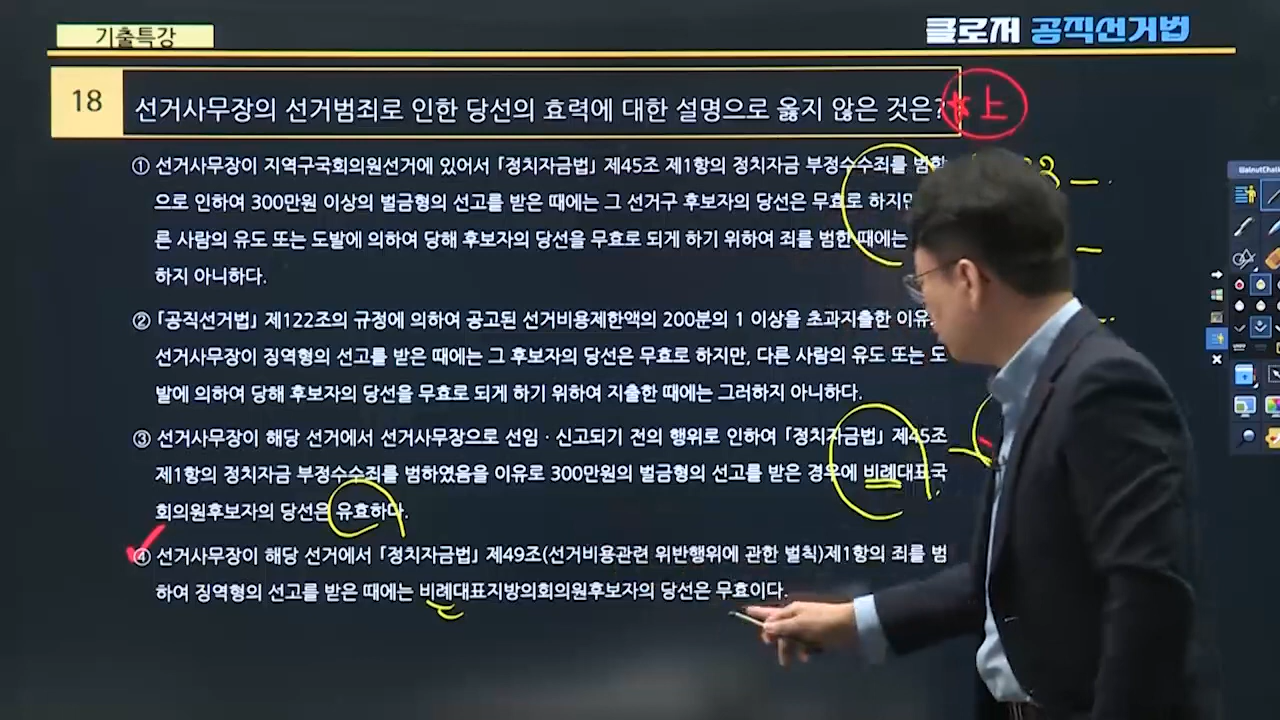 기출특강
클로저 공직선거법
18 선거사무장의 선거범죄로 인한 당선의 효력에 대한 설명으로 옳지 않은 것은?
上
① 선거사무장이 지역구국회의원선거에 있어서 「정치자금법」 제45조 제1항의 정치자금 부정수수죄를 범함
으로 인하여 300만원 이상의 벌금형의 선고를 받은 때에는 그 선거구 후보자의 당선은 무효로 하지만
른 사람의 유도 또는 도발에 의하여 당해 후보자의 당선을 무효로 되게 하기 위하여 죄를 범한 때에는
하지 아니하다.
② 「공직선거법」 제122조의 규정에 의하여 공고된 선거비용제한액의 200분의 1 이상을 초과지출한 이유
선거사무장이 징역형의 선고를 받은 때에는 그 후보자의 당선은 무효로 하지만, 다른 사람의 유도 또는 도
발에 의하여 당해 후보자의 당선을 무효로 되게 하기 위하여 지출한 때에는 그러하지 아니하다.
③ 선거사무장이 해당 선거에서 선거사무장으로 선임·신고되기 전의 행위로 인하여 「정치자금법」 제45조
제1항의 정치자금 부정수수죄를 범하였음을 이유로 300만원의 벌금형의 선고를 받은 경우에 비례대표국
회의원후보자의 당선은 유효하다.
④ 선거사무장이 해당 선거에서 「정치자금법」 제49조(선거비용관련 위반행위에 관한 벌칙)제1항의 죄를 범
하여 징역형의 선고를 받은 때에는 비례대표지방의회의원후보자의 당선은 무효이다.